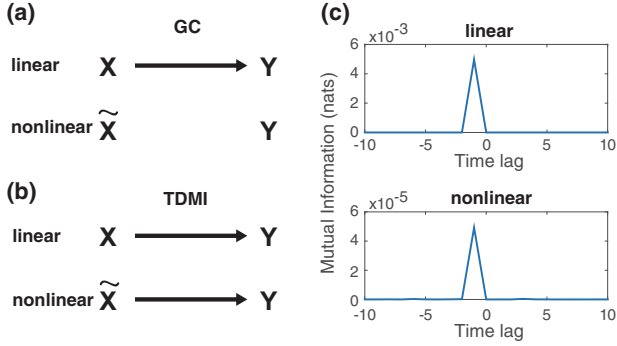 (a)
GC
linear X Y
nonlinear X̃ Y
(b)
TDMI
linear X Y
nonlinear X̃ Y
(c)
linear
x10⁻³
6
4
2
0
-10 -5 0 5 10
Time lag
Mutual Information (nats)
nonlinear
x10⁻⁵
6
4
2
0
-10 -5 0 5 10
Time lag